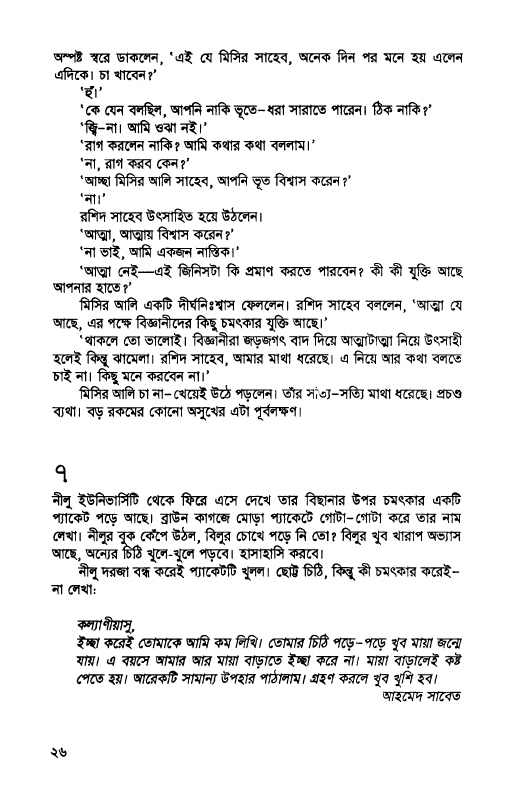 অস্পষ্ট স্বরে ডাকলেন, ‘এই যে মিসির সাহেব, অনেক দিন পর মনে হয় এলেন
এদিকে। চা খাবেন?’
‘হুঁ।’
‘কে যেন বলছিল, আপনি নাকি ভূতে-ধরা সারাতে পারেন। ঠিক নাকি?’
‘জ্বি-না। আমি ওঝা নই।’
‘রাগ করলেন নাকি? আমি কথার কথা বললাম।’
‘না, রাগ করব কেন?’
‘আচ্ছা মিসির আলি সাহেব, আপনি ভূত বিশ্বাস করেন?’
‘না।’
রশিদ সাহেব উৎসাহিত হয়ে উঠলেন।
‘আত্মা, আত্মায় বিশ্বাস করেন?’
‘না ভাই, আমি একজন নাস্তিক।’
‘আত্মা নেই—এই জিনিসটা কি প্রমাণ করতে পারবেন? কী কী যুক্তি আছে
আপনার হাতে?’
মিসির আলি একটি দীর্ঘনিঃশ্বাস ফেললেন। রশিদ সাহেব বললেন, ‘আত্মা যে
আছে, এর পক্ষে বিজ্ঞানীদের কিছু চমৎকার যুক্তি আছে।’
‘থাকলে তো ভালোই। বিজ্ঞানীরা জড়জগৎ বাদ দিয়ে আত্মাটাত্মা নিয়ে উৎসাহী
হলেই কিন্তু ঝামেলা। রশিদ সাহেব, আমার মাথা ধরেছে। এ নিয়ে আর কথা বলতে
চাই না। কিছু মনে করবেন না।’
মিসির আলি চা না-খেয়েই উঠে পড়লেন। তাঁর সত্যি-সত্যি মাথা ধরেছে। প্রচণ্ড
ব্যথা। বড় রকমের কোনো অসুখের এটা পূর্বলক্ষণ।
৭
নীলু ইউনিভার্সিটি থেকে ফিরে এসে দেখে তার বিছানার উপর চমৎকার একটি
প্যাকেট পড়ে আছে। ব্রাউন কাগজে মোড়া প্যাকেটে গোটা-গোটা করে তার নাম
লেখা। নীলুর বুক কেঁপে উঠল, বিলুর চোখে পড়ে নি তো? বিলুর খুব খারাপ অভ্যাস
আছে, অন্যের চিঠি খুলে-খুলে পড়বে। হাসাহাসি করবে।
নীলু দরজা বন্ধ করেই প্যাকেটটি খুলল। ছোট্ট চিঠি, কিন্তু কী চমৎকার করেই-
না লেখা:
কল্যাণীয়াসু,
ইচ্ছা করেই তোমাকে আমি কম লিখি। তোমার চিঠি পড়ে-পড়ে খুব মায়া জন্মে
যায়। এ বয়সে আমার আর মায়া বাড়াতে ইচ্ছা করে না। মায়া বাড়ালেই কষ্ট
পেতে হয়। আরেকটি সামান্য উপহার পাঠালাম। গ্রহণ করলে খুব খুশি হব।
আহমেদ সাবেত
২৬